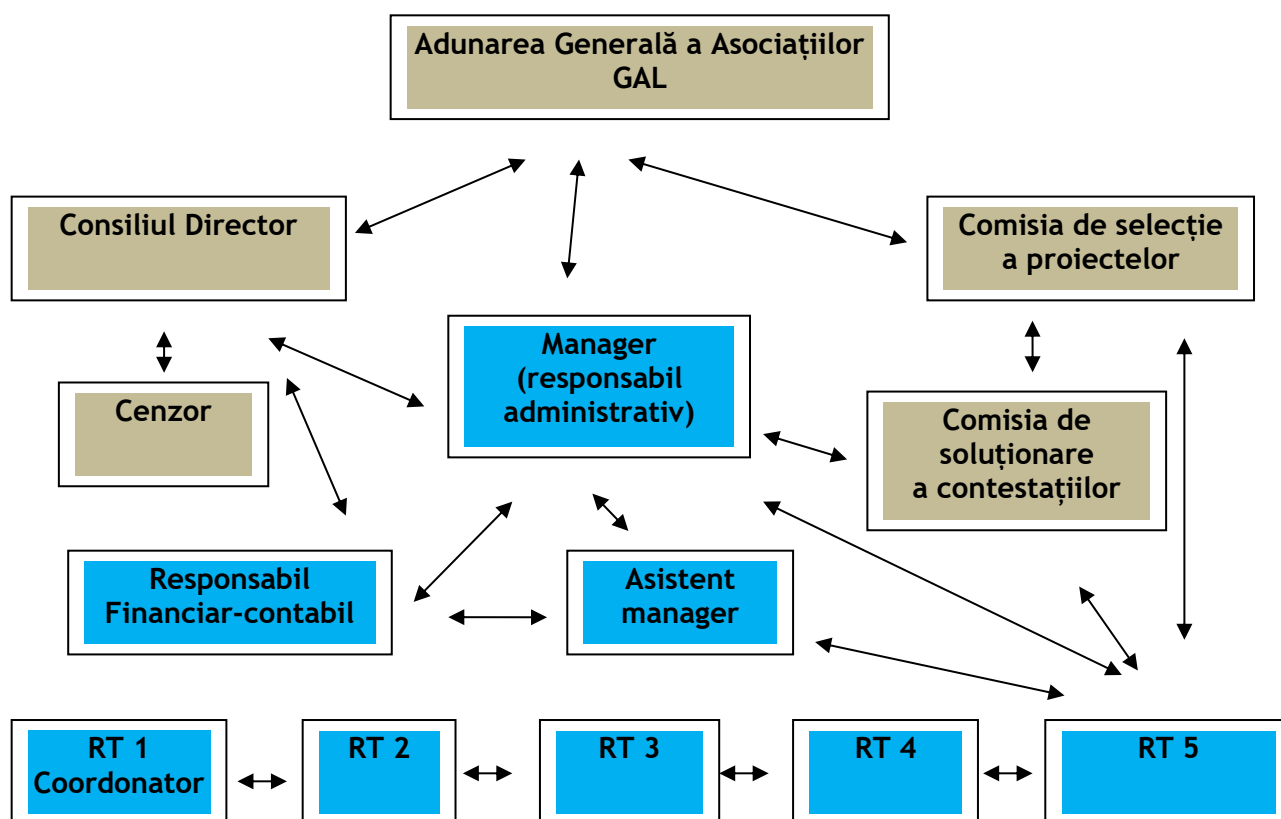 Adunarea Generală a Asociațiilor
GAL
Consiliul Director
Comisia de selecție
a proiectelor
Manager
(responsabil
administrativ)
Cenzor
Comisia de
soluționare
a contestațiilor
Responsabil
Financiar-contabil
Asistent
manager
RT 1
Coordonator
RT 2
RT 3
RT 4
RT 5